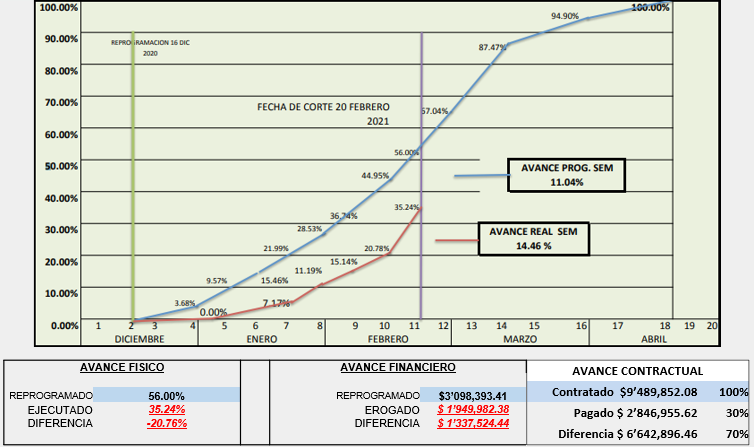 100.00%
94.90%
100.00%
90.00%
REPROGRAMACION 16 DIC
2020
87.47%
80.00%
70.00%
FECHA DE CORTE 20 FEBRERO
2021
67.04%
60.00%
56.00%
50.00%
AVANCE PROG. SEM
11.04%
44.95%
40.00%
36.74%
35.24%
30.00%
28.53%
AVANCE REAL SEM
14.46 %
21.99%
20.78%
20.00%
15.14%
11.19%
15.46%
9.57%
10.00%
3.68%
7.17%
0.00%
0.00%
1 2 3 4 5 6 7 8 9 10 11 12 13 14 15 16 17 18 19 20
DICIEMBRE ENERO FEBRERO MARZO ABRIL
AVANCE FISICO
REPROGRAMADO 56.00%
EJECUTADO 35.24%
DIFERENCIA -20.76%
AVANCE FINANCIERO
REPROGRAMADO $3'098,393.41
EROGADO $ 1'949,982.38
DIFERENCIA $ 1'337,524.44
AVANCE CONTRACTUAL
Contratado $9'489,852.08 100%
Pagado $ 2'846,955.62 30%
Diferencia $ 6'642,896.46 70%